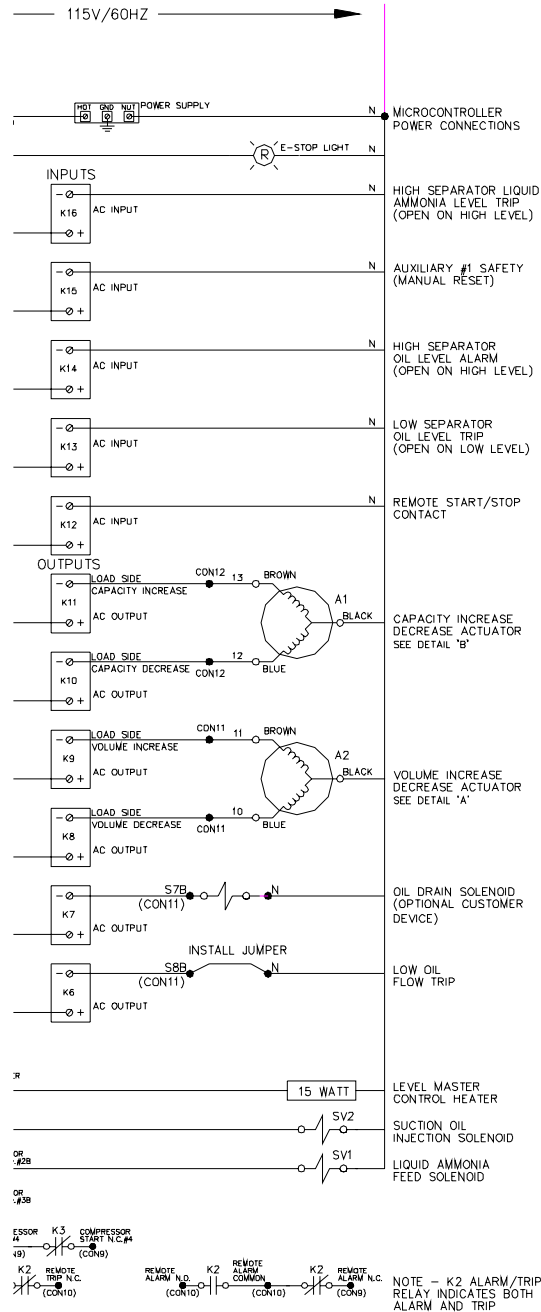 115V/60HZ
HOT GND NUT POWER SUPPLY
N MICROCONTROLLER
POWER CONNECTIONS
R E-STOP LIGHT N
INPUTS
K16 AC INPUT
N HIGH SEPARATOR LIQUID
AMMONIA LEVEL TRIP
(OPEN ON HIGH LEVEL)
K15 AC INPUT
N AUXILIARY #1 SAFETY
(MANUAL RESET)
K14 AC INPUT
N HIGH SEPARATOR
OIL LEVEL ALARM
(OPEN ON HIGH LEVEL)
K13 AC INPUT
N LOW SEPARATOR
OIL LEVEL TRIP
(OPEN ON LOW LEVEL)
K12 AC INPUT
N REMOTE START/STOP
CONTACT
OUTPUTS
LOAD SIDE CON12 13 BROWN
CAPACITY INCREASE
K11 AC OUTPUT
A1
BLACK
CAPACITY INCREASE
DECREASE ACTUATOR
SEE DETAIL 'B'
LOAD SIDE 12
CAPACITY DECREASE CON12 BLUE
K10 AC OUTPUT
LOAD SIDE CON11 11 BROWN
VOLUME INCREASE
K9 AC OUTPUT
A2
BLACK
VOLUME INCREASE
DECREASE ACTUATOR
SEE DETAIL 'A'
LOAD SIDE 10
VOLUME DECREASE CON11 BLUE
K8 AC OUTPUT
S7B N
(CON11)
K7 AC OUTPUT
OIL DRAIN SOLENOID
(OPTIONAL CUSTOMER
DEVICE)
INSTALL JUMPER
S8B N
(CON11)
K6 AC OUTPUT
LOW OIL
FLOW TRIP
15 WATT LEVEL MASTER
CONTROL HEATER
SV2 SUCTION OIL
INJECTION SOLENOID
OR
.#2B
SV1 LIQUID AMMONIA
FEED SOLENOID
OR
.#3B
ESSOR K3 COMPRESSOR
START N.C.#4
(CON9)
K2 REMOTE
TRIP N.C.
(CON10)
REMOTE
ALARM N.O.
(CON10)
K2
REMOTE
ALARM
COMMON
(CON10)
K2 REMOTE
ALARM N.C.
(CON9)
NOTE – K2 ALARM/TRIP
RELAY INDICATES BOTH
ALARM AND TRIP